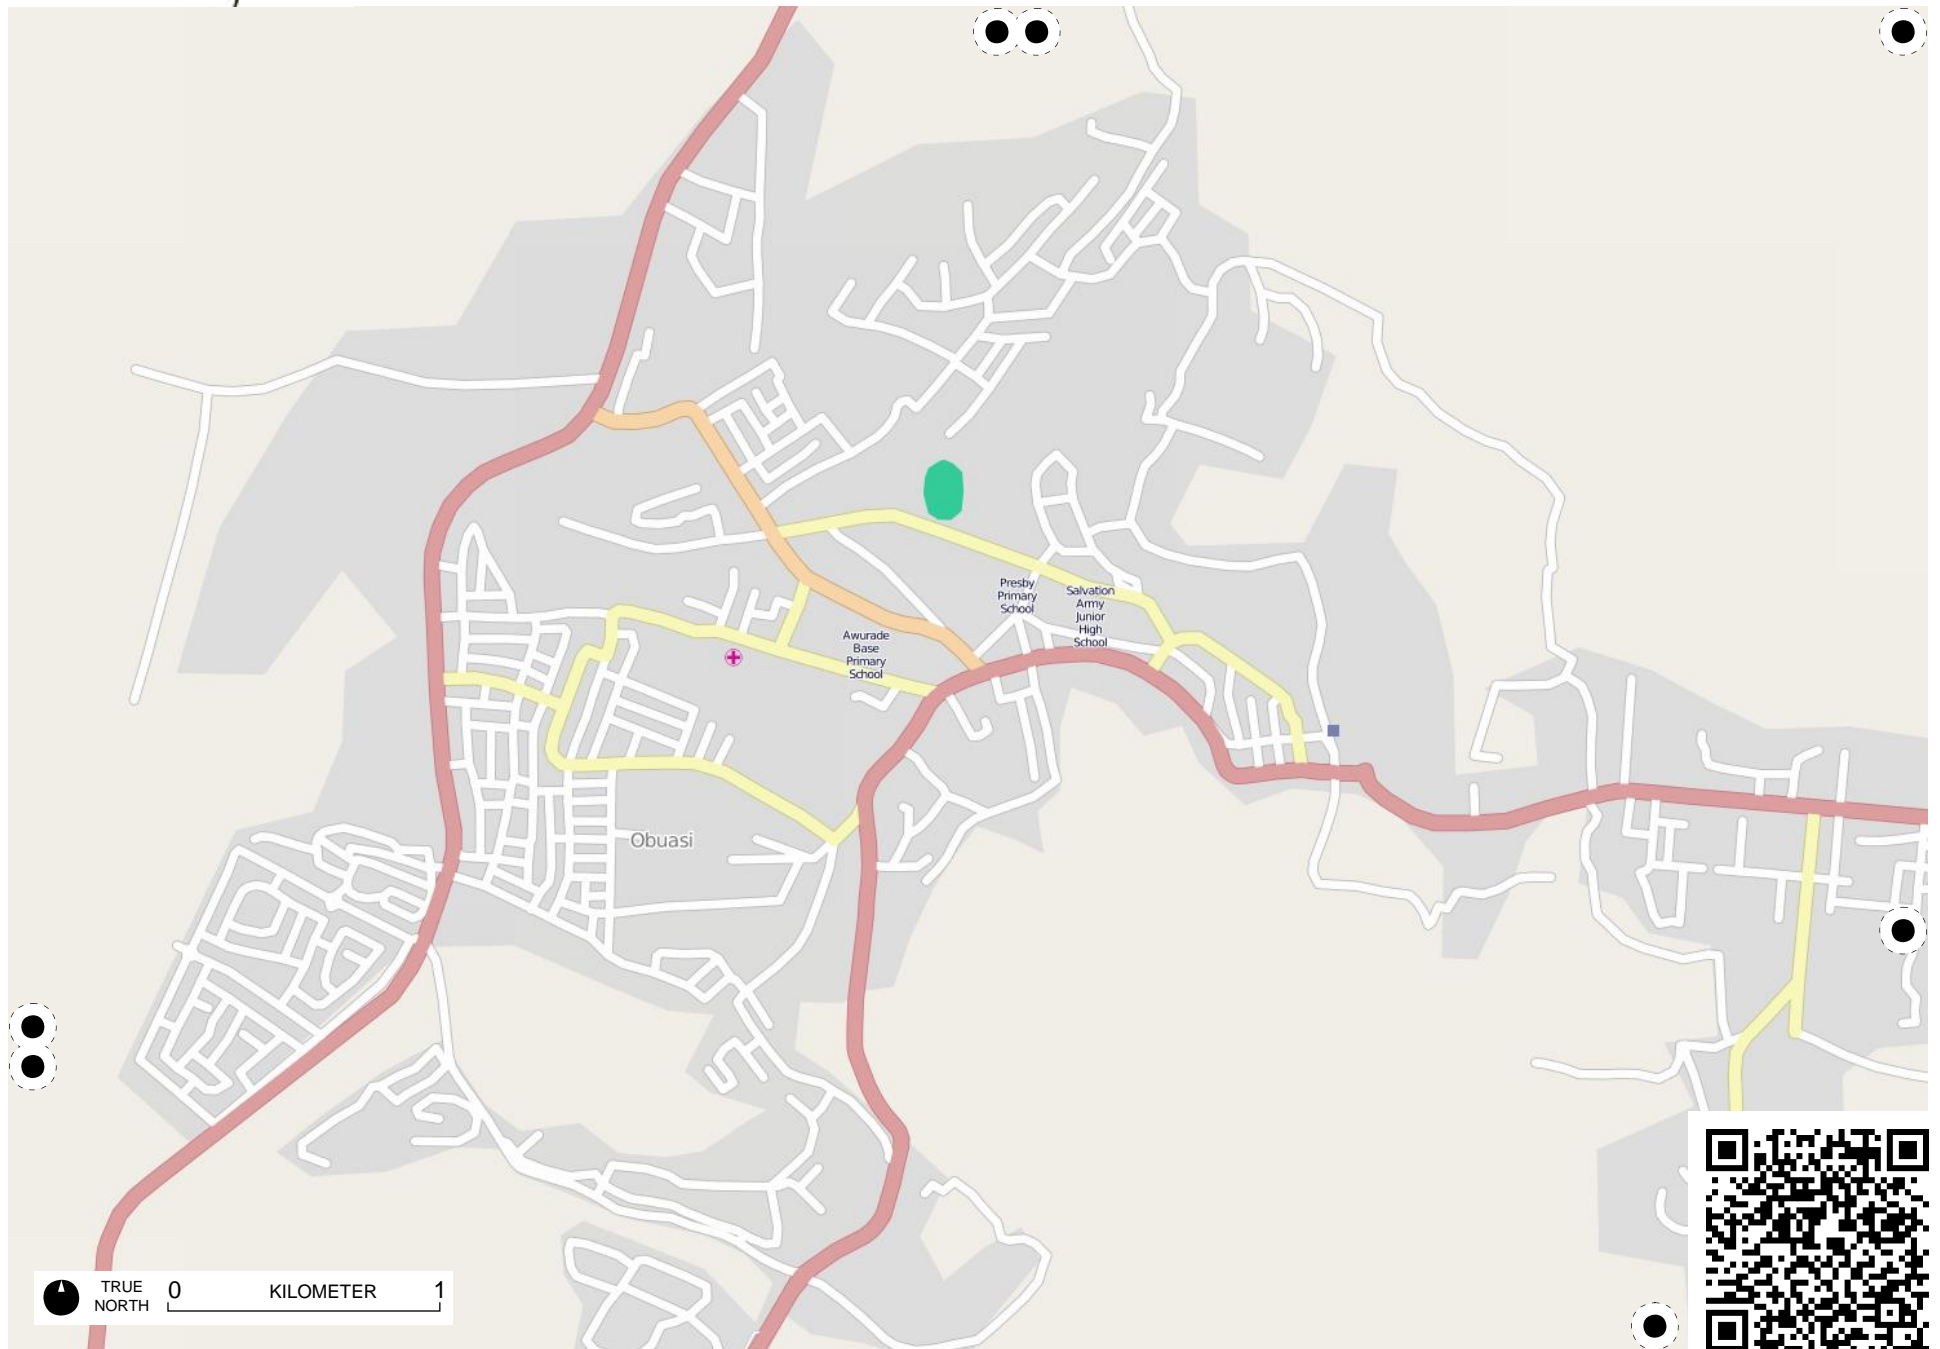 Presby
Primary
School
Salvation
Army
Junior
High
School
Awurade
Base
Primary
School
Obuasi
TRUE
NORTH
0 KILOMETER 1